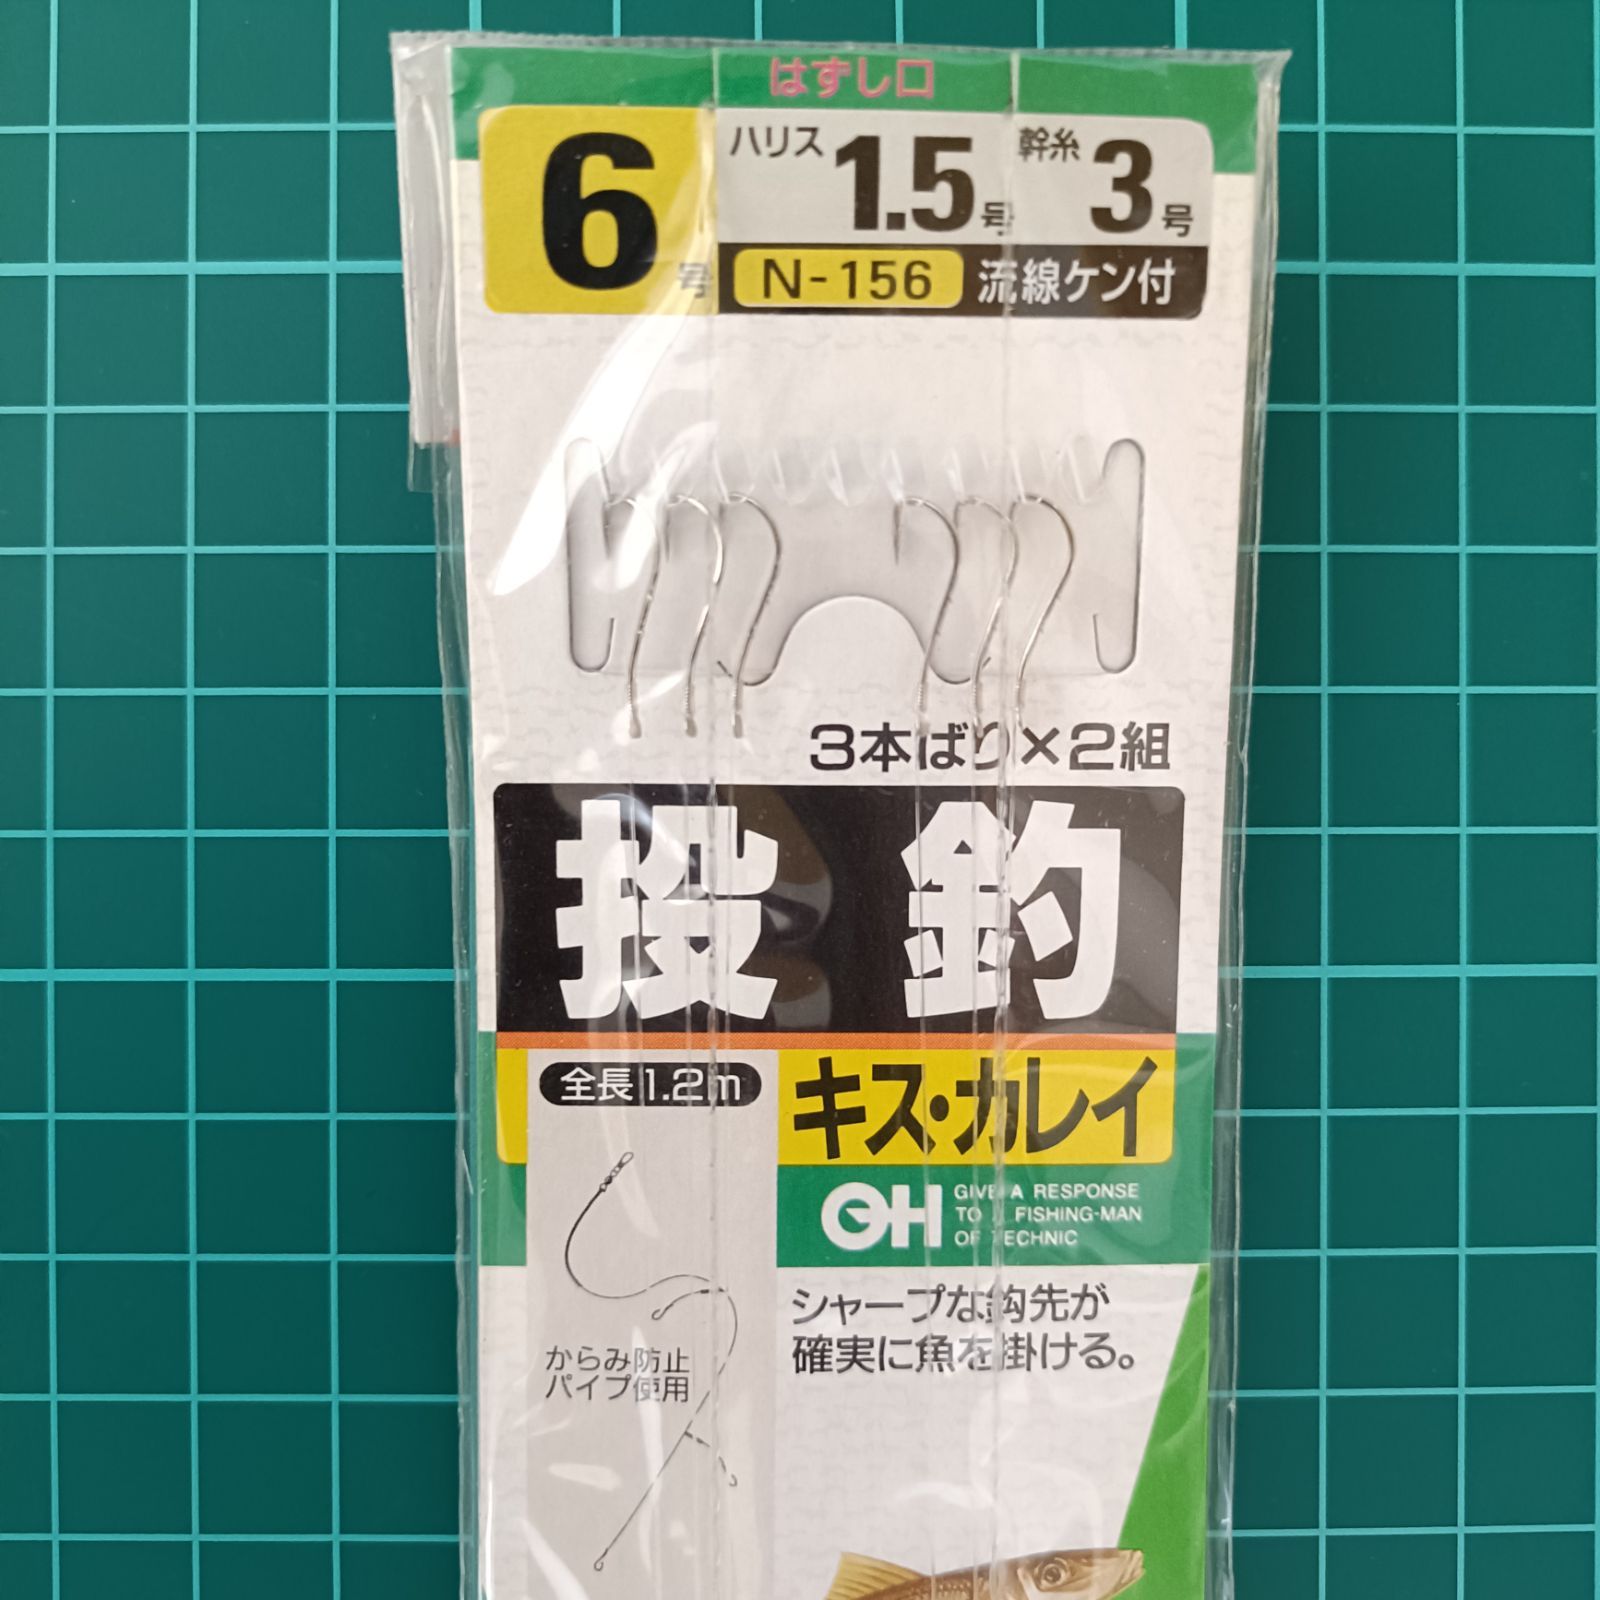 はずし口
6号
ハリス 1.5号 幹糸 3号
N-156 流線ケン付
3本ばり×2組
投釣
全長1.2m
キス・カレイ
OH
GIVE A RESPONSE
TO A FISHING-MAN
OF TECHNIC
シャープな鈎先が
確実に魚を掛ける。
からみ防止
パイプ使用